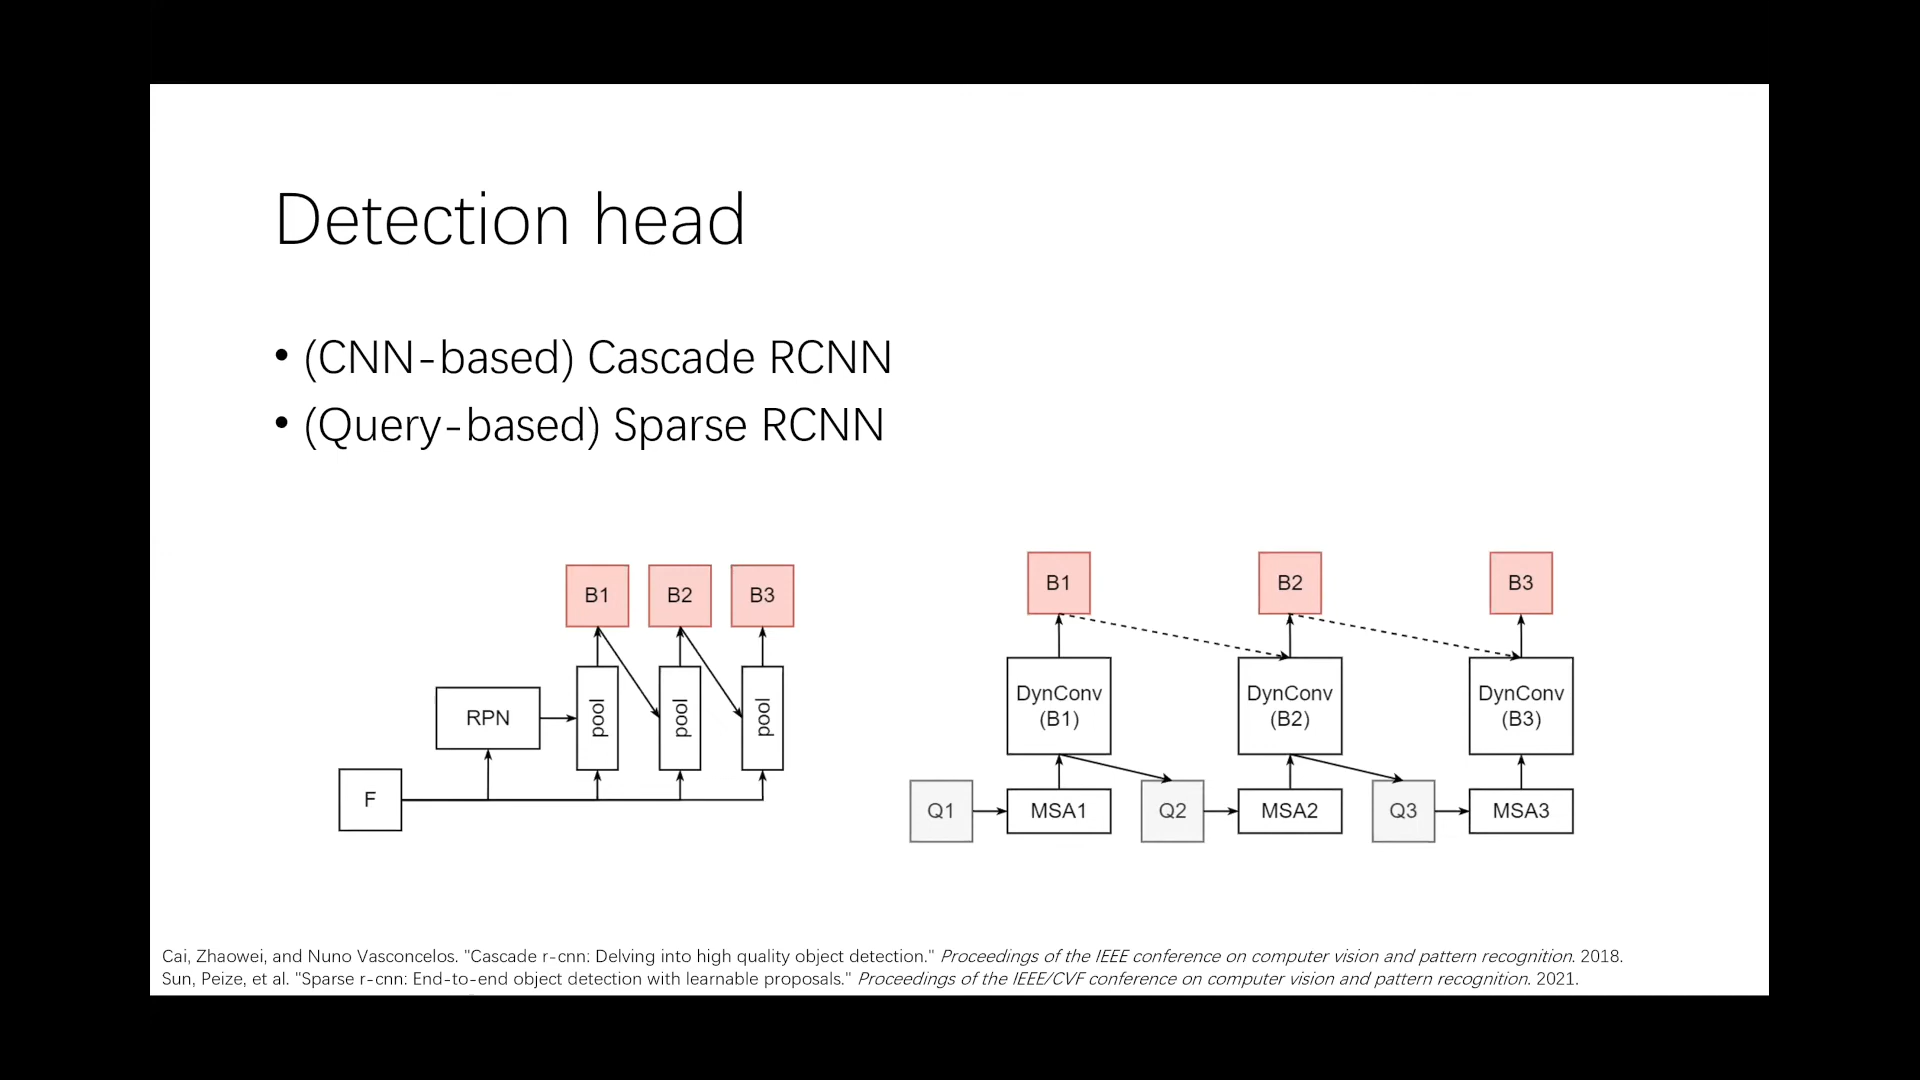 Detection head
• (CNN-based) Cascade RCNN
• (Query-based) Sparse RCNN
B1 B2 B3
RPN pool pool pool
F
B1 B2 B3
DynConv DynConv DynConv
(B1) (B2) (B3)
Q1 MSA1 Q2 MSA2 Q3 MSA3
Cai, Zhaowei, and Nuno Vasconcelos. "Cascade r-cnn: Delving into high quality object detection." Proceedings of the IEEE conference on computer vision and pattern recognition. 2018.
Sun, Peize, et al. "Sparse r-cnn: End-to-end object detection with learnable proposals." Proceedings of the IEEE/CVF conference on computer vision and pattern recognition. 2021.